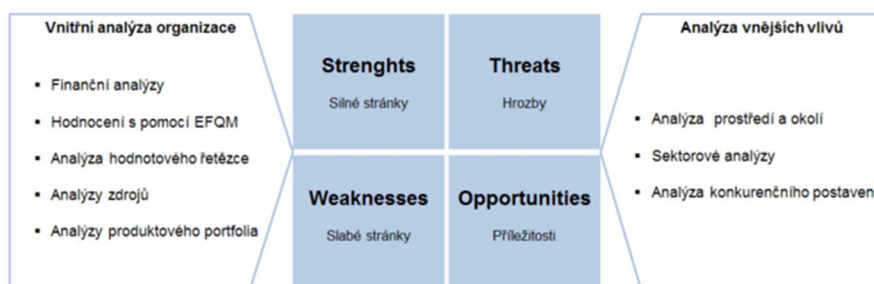 Vnitřní analýza organizace
▪ Finanční analýzy
▪ Hodnocení s pomocí EFQM
▪ Analýza hodnotového řetězce
▪ Analýzy zdrojů
▪ Analýzy produktového portfolia
Strenghts
Silné stránky
Threats
Hrozby
Weaknesses
Slabé stránky
Opportunities
Příležitosti
Analýza vnějších vlivů
▪ Analýza prostředí a okolí
▪ Sektorové analýzy
▪ Analýza konkurenčního postaven